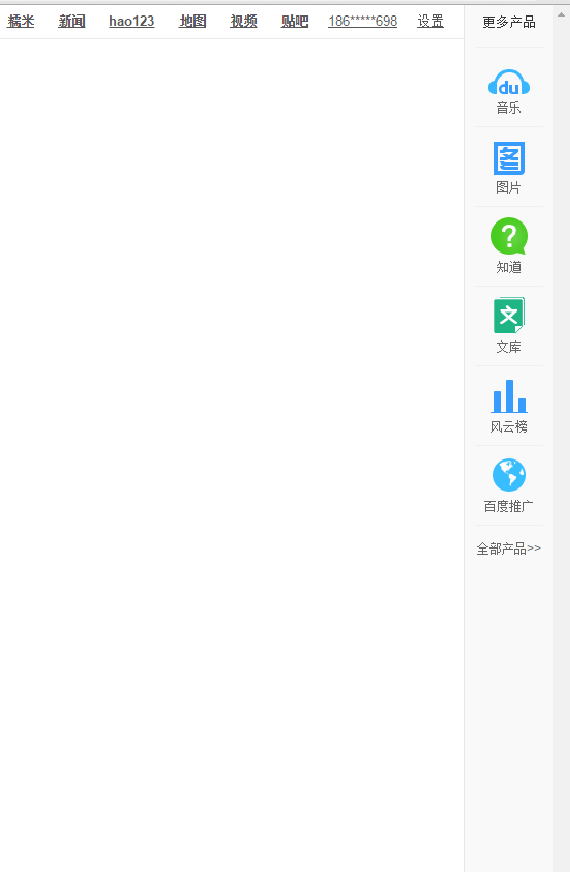 糯米 新闻 hao123 地图 视频 贴吧 186*****698 设置 更多产品
du
音乐
图片
?
知道
文
文库
风云榜
百度推广
全部产品>>